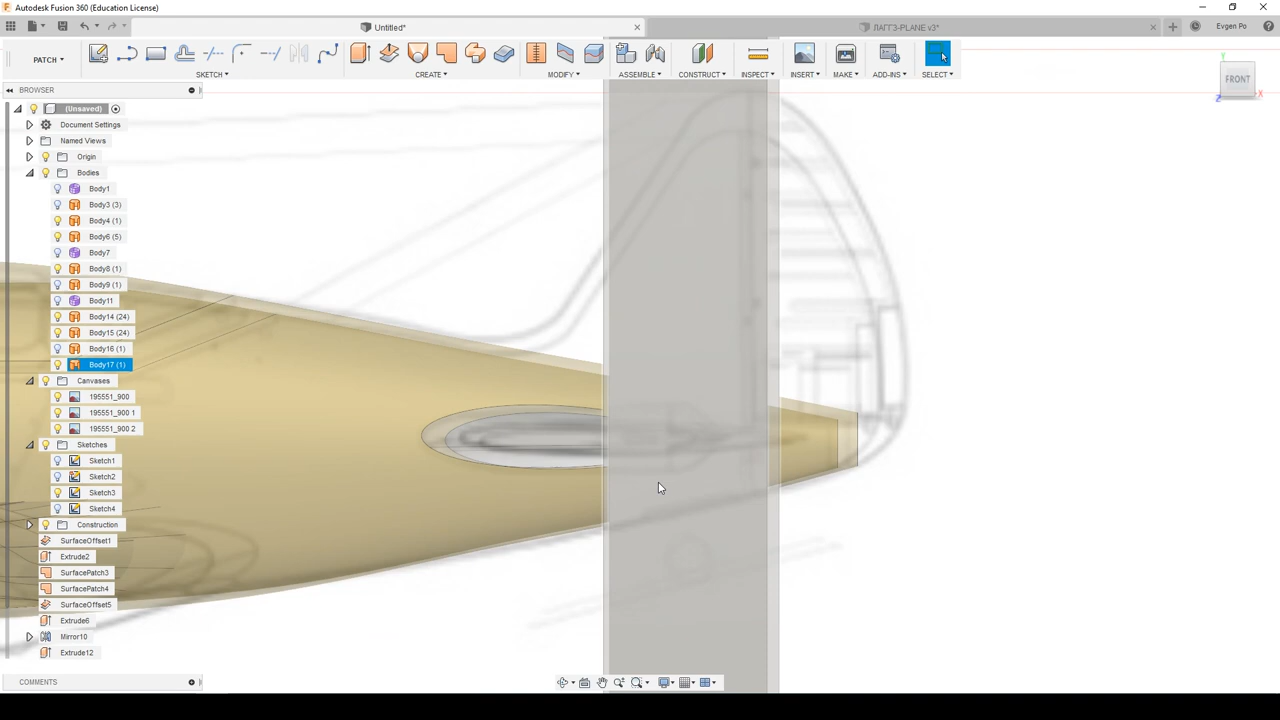 Autodesk Fusion 360 (Education License)
Untitled*
ЛАГГ3-PLANE v3*
Evgen Po
PATCH
SKETCH
CREATE
MODIFY
ASSEMBLE
CONSTRUCT
INSPECT
INSERT
MAKE
ADD-INS
SELECT
BROWSER
(Unsaved)
Document Settings
Named Views
Origin
Bodies
Body1
Body3 (3)
Body4 (1)
Body6 (5)
Body7
Body8 (1)
Body9 (1)
Body11
Body14 (24)
Body15 (24)
Body16 (1)
Body17 (1)
Canvases
195551_900
195551_900 1
195551_900 2
Sketches
Sketch1
Sketch2
Sketch3
Sketch4
Construction
SurfaceOffset1
Extrude2
SurfacePatch3
SurfacePatch4
SurfaceOffset5
Extrude6
Mirror10
Extrude12
COMMENTS
Y
FRONT
X
Z